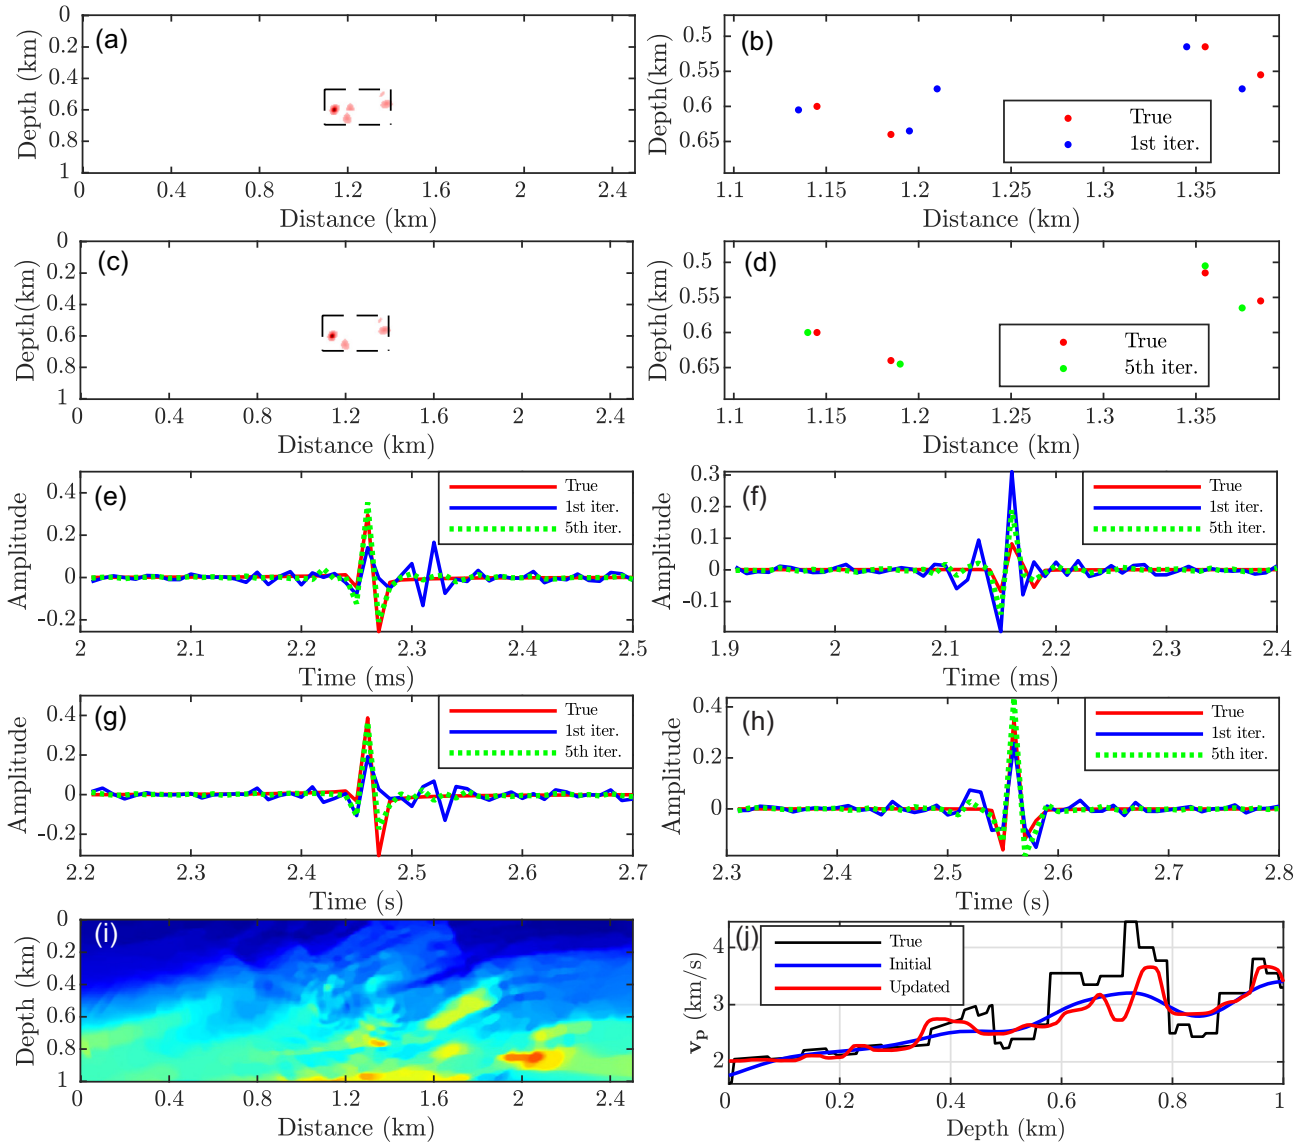 (a)
Depth (km)
0
0.2
0.4
0.6
0.8
1
0 0.4 0.8 1.2 1.6 2 2.4
Distance (km)
(b)
Depth(km)
0.5
0.55
0.6
0.65
True
1st iter.
1.1 1.15 1.2 1.25 1.3 1.35
Distance (km)
(c)
Depth(km)
0
0.2
0.4
0.6
0.8
1
0 0.4 0.8 1.2 1.6 2 2.4
Distance (km)
(d)
Depth(km)
0.5
0.55
0.6
0.65
True
5th iter.
1.1 1.15 1.2 1.25 1.3 1.35
Distance (km)
(e)
Amplitude
0.4
0.2
0
-0.2
True
1st iter.
5th iter.
2 2.1 2.2 2.3 2.4 2.5
Time (ms)
(f)
Amplitude
0.3
0.2
0.1
0
-0.1
True
1st iter.
5th iter.
1.9 2 2.1 2.2 2.3 2.4
Time (ms)
(g)
Amplitude
0.4
0.2
0
-0.2
True
1st iter.
5th iter.
2.2 2.3 2.4 2.5 2.6 2.7
Time (s)
(h)
Amplitude
0.4
0.2
0
True
1st iter.
5th iter.
2.3 2.4 2.5 2.6 2.7 2.8
Time (s)
(i)
Depth (km)
0
0.2
0.4
0.6
0.8
1
0 0.4 0.8 1.2 1.6 2 2.4
Distance (km)
(j)
vp (km/s)
4
3
2
True
Initial
Updated
0 0.2 0.4 0.6 0.8 1
Depth (km)